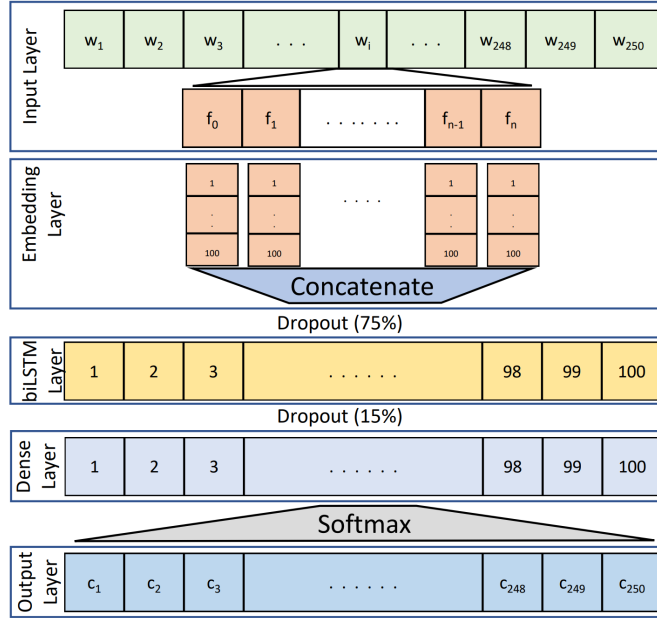 Input Layer
w1 w2 w3 . . . wi . . . w248 w249 w250
f0 f1 . . . . . . . fn-1 fn
Embedding Layer
1 1 . . . . 1 1
. . . .
. . . .
100 100 100 100
Concatenate
Dropout (75%)
biLSTM Layer
1 2 3 . . . . . . 98 99 100
Dropout (15%)
Dense Layer
1 2 3 . . . . . . 98 99 100
Softmax
Output Layer
c1 c2 c3 . . . . . . c248 c249 c250